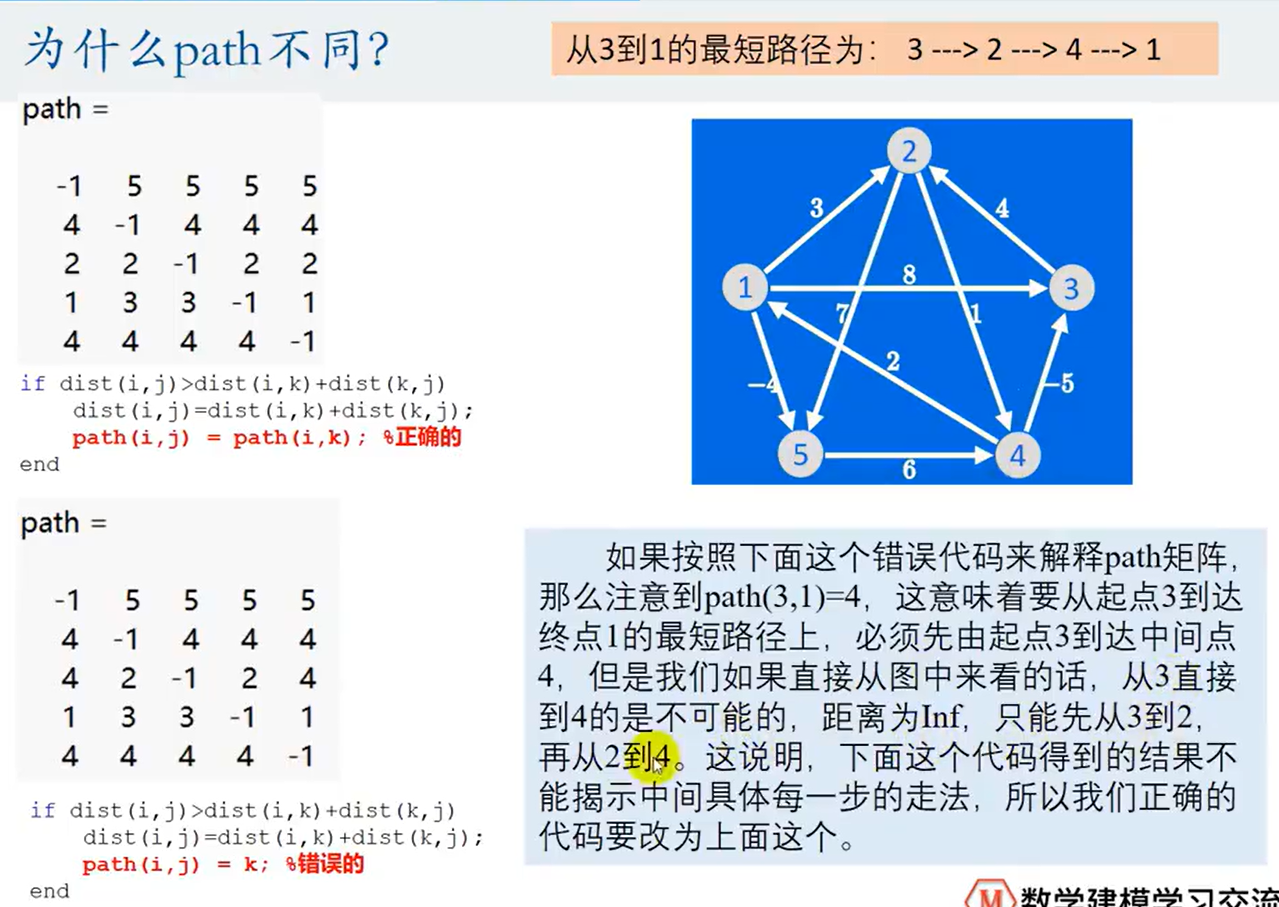 为什么path不同?
从3到1的最短路径为： 3 ---> 2 ---> 4 ---> 1
path =
-1 5 5 5 5
4 -1 4 4 4
2 2 -1 2 2
1 3 3 -1 1
4 4 4 4 -1
if dist(i,j)>dist(i,k)+dist(k,j)
dist(i,j)=dist(i,k)+dist(k,j);
path(i,j) = path(i,k); %正确的
end
2
3
4
1
8
3
7
1
2
-4
-5
5
6
4
path =
-1 5 5 5 5
4 -1 4 4 4
4 2 -1 2 4
1 3 3 -1 1
4 4 4 4 -1
if dist(i,j)>dist(i,k)+dist(k,j)
dist(i,j)=dist(i,k)+dist(k,j);
path(i,j) = k; %错误的
end
如果按照下面这个错误代码来解释path矩阵，
那么注意到path(3,1)=4，这意味着要从起点3到达
终点1的最短路径上，必须先由起点3到达中间点
4，但是我们如果直接从图中来看的话，从3直接
到4的是不可能的，距离为Inf，只能先从3到2，
再从2到4。这说明，下面这个代码得到的结果不
能揭示中间具体每一步的走法，所以我们正确的
代码要改为上面这个。
M 数学建模学习交流